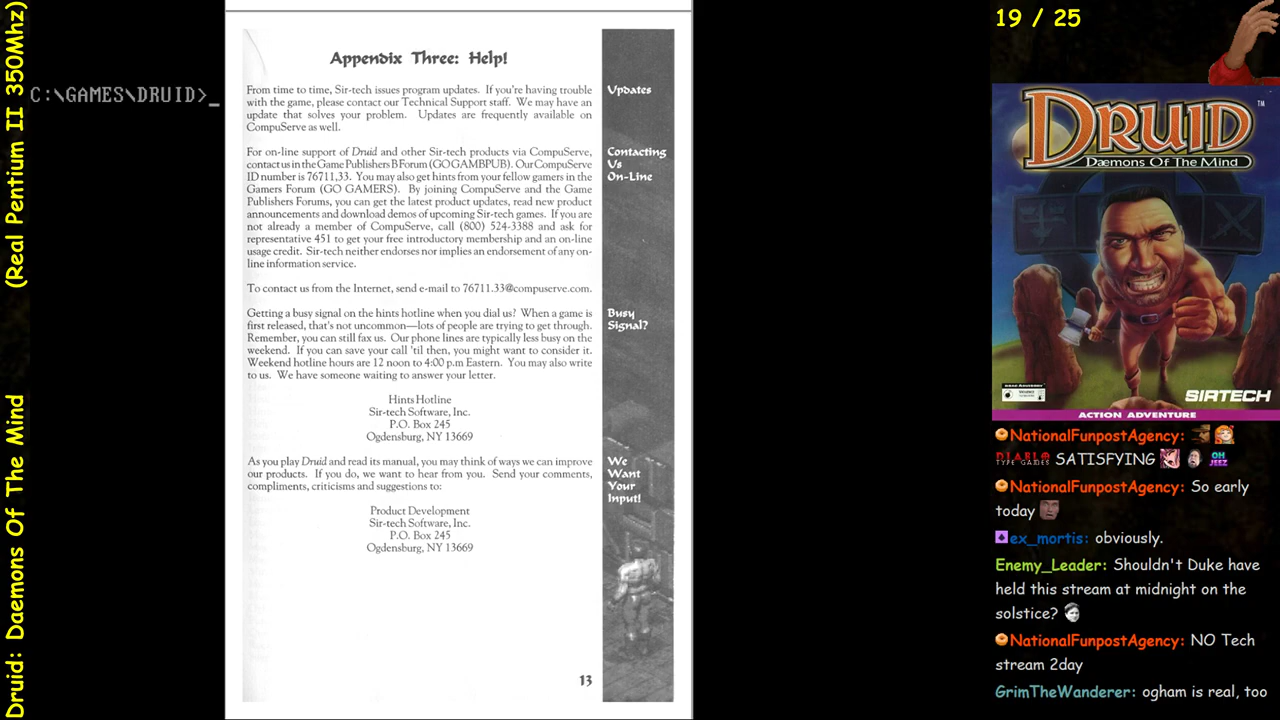 Druid: Daemons Of The Mind (Real Pentium II 350Mhz)
C:\GAMES\DRUID>_
Appendix Three: Help!
From time to time, Sir-tech issues program updates. If you're having trouble
with the game, please contact our Technical Support staff. We may have an
update that solves your problem. Updates are frequently available on
CompuServe as well.
Updates
For on-line support of Druid and other Sir-tech products via CompuServe,
contact us in the Game Publishers B Forum (GO GAMBPUB). Our CompuServe
ID number is 76711,33. You may also get hints from your fellow gamers in the
Gamers Forum (GO GAMERS). By joining CompuServe and the Game
Publishers Forums, you can get the latest product updates, read new product
announcements and download demos of upcoming Sir-tech games. If you are
not already a member of CompuServe, call (800) 524-3388 and ask for
representative 451 to get your free introductory membership and an on-line
usage credit. Sir-tech neither endorses nor implies an endorsement of any on-
line information service.
Contacting
Us
On-Line
To contact us from the Internet, send e-mail to 76711.33@compuserve.com.
Getting a busy signal on the hints hotline when you dial us? When a game is
first released, that's not uncommon—lots of people are trying to get through.
Remember, you can still fax us. Our phone lines are typically less busy on the
weekend. If you can save your call 'til then, you might want to consider it.
Weekend hotline hours are 12 noon to 4:00 p.m Eastern. You may also write
to us. We have someone waiting to answer your letter.
Busy
Signal?
Hints Hotline
Sir-tech Software, Inc.
P.O. Box 245
Ogdensburg, NY 13669
As you play Druid and read its manual, you may think of ways we can improve
our products. If you do, we want to hear from you. Send your comments,
compliments, criticisms and suggestions to:
We
Want
Your
Input!
Product Development
Sir-tech Software, Inc.
P.O. Box 245
Ogdensburg, NY 13669
13
19 / 25
DRUID™
Dæmons Of The Mind
SIRTECH
ACTION ADVENTURE
NationalFunpostAgency:
DIABLO TYPE GAMES SATISFYING OH JEEZ
NationalFunpostAgency: So early
today
ex_mortis: obviously.
Enemy_Leader: Shouldn't Duke have
held this stream at midnight on the
solstice?
NationalFunpostAgency: NO Tech
stream 2day
GrimTheWanderer: ogham is real, too